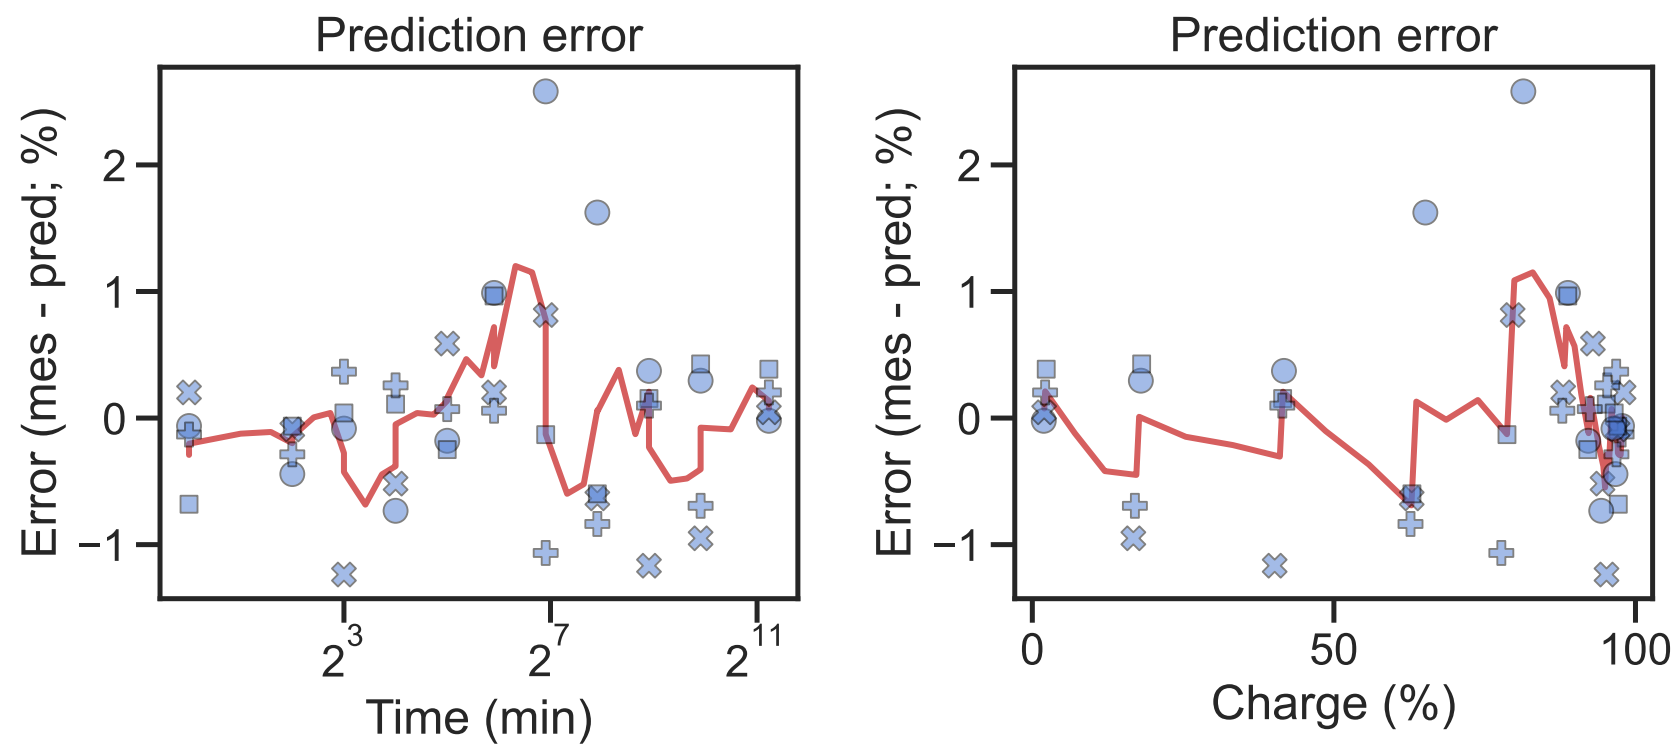 Prediction error
Error (mes - pred; %)
2
1
0
−1
2^3
2^7
2^11
Time (min)
Prediction error
Error (mes - pred; %)
2
1
0
−1
0
50
100
Charge (%)